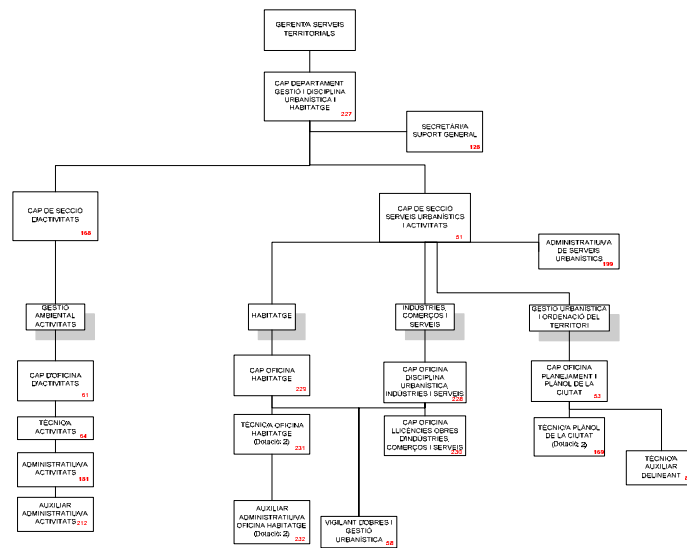 GERENT/A SERVEIS
TERRITORIALS
CAP DEPARTAMENT
GESTIÓ I DISCIPLINA
URBANÍSTICA I
HABITATGE
227
SECRETÀRI/A
SUPORT GENERAL
126
CAP DE SECCIÓ
D'ACTIVITATS
168
CAP DE SECCIÓ
SERVEIS URBANÍSTICS
I ACTIVITATS
51
ADMINISTRATIU/VA
DE SERVEIS
URBANÍSTICS
199
GESTIÓ
AMBIENTAL
ACTIVITATS
HABITATGE
INDÚSTRIES,
COMERÇOS I
SERVEIS
GESTIÓ URBANÍSTICA
I ORDENACIÓ DEL
TERRITORI
CAP D'OFICINA
D'ACTIVITATS
61
CAP OFICINA
HABITATGE
229
CAP OFICINA
DISCIPLINA
URBANÍSTICA,
INDÚSTRIES I SERVEIS
228
CAP OFICINA
PLANEJAMENT I
PLÀNOL DE LA
CIUTAT
53
TÈCNIC/A
ACTIVITATS
64
TÈCNIC/A OFICINA
HABITATGE
(Dotació: 2)
231
CAP OFICINA
LLICÈNCIES OBRES
D'INDÚSTRIES,
COMERÇOS I SERVEIS
230
TÈCNIC/A PLÀNOL
DE LA CIUTAT
(Dotació: 2)
169
ADMINISTRATIU/VA
ACTIVITATS
181
TÈCNIC/A
AUXILIAR
DELINEANT
AUXILIAR
ADMINISTRATIU/VA
ACTIVITATS
212
AUXILIAR
ADMINISTRATIU/VA
OFICINA HABITATGE
(Dotació: 2)
232
VIGILANT D'OBRES I
GESTIÓ
URBANÍSTICA
58